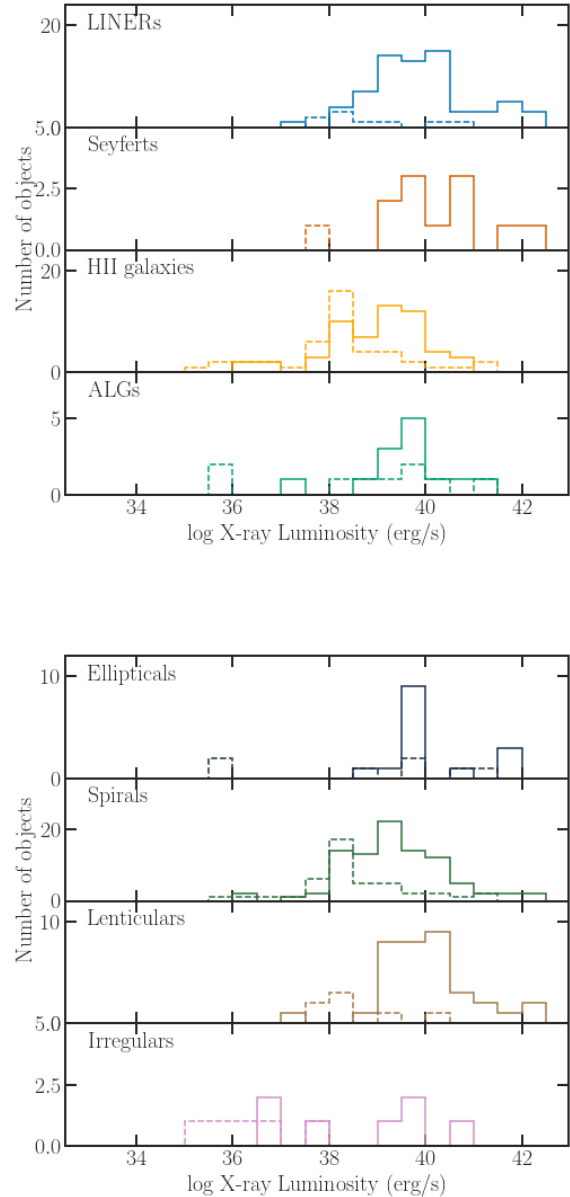 LINERs
20
5.0
Seyferts
2.5
0.0
HII galaxies
20
0
ALGs
5
0
34 36 38 40 42
log X-ray Luminosity (erg/s)
Number of objects
Ellipticals
10
0
Spirals
20
0
Lenticulars
10
5.0
Irregulars
2.5
0.0
34 36 38 40 42
log X-ray Luminosity (erg/s)
Number of objects